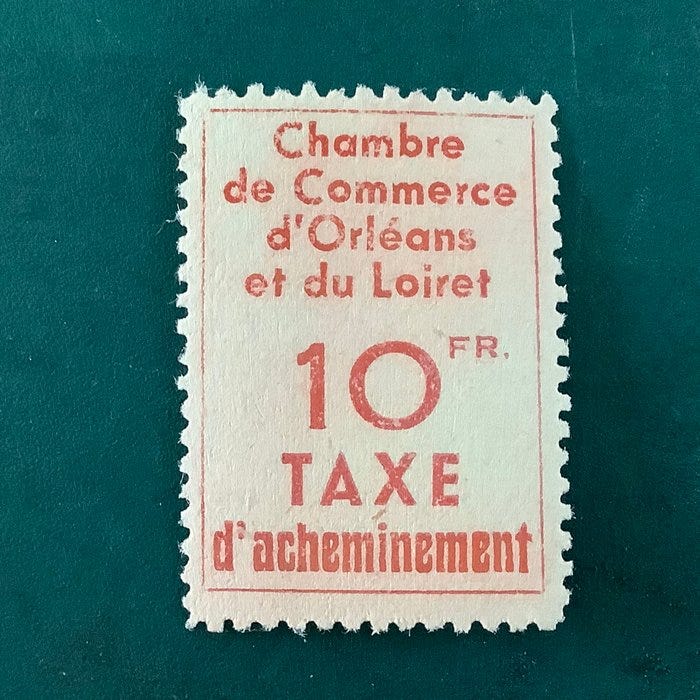 Chambre
de Commerce
d'Orléans
et du Loiret
10 FR.
TAXE
d'acheminement